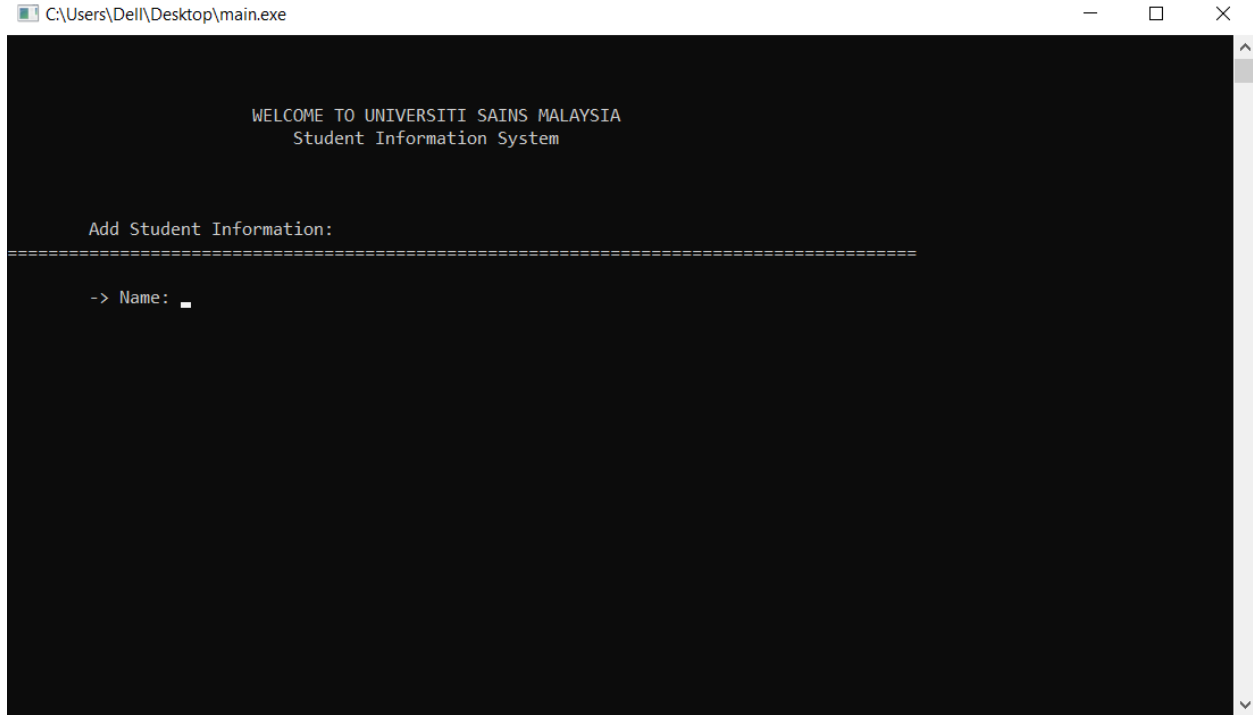 C:\Users\Dell\Desktop\main.exe
WELCOME TO UNIVERSITI SAINS MALAYSIA
Student Information System
Add Student Information:
=========================================================================================
-> Name: